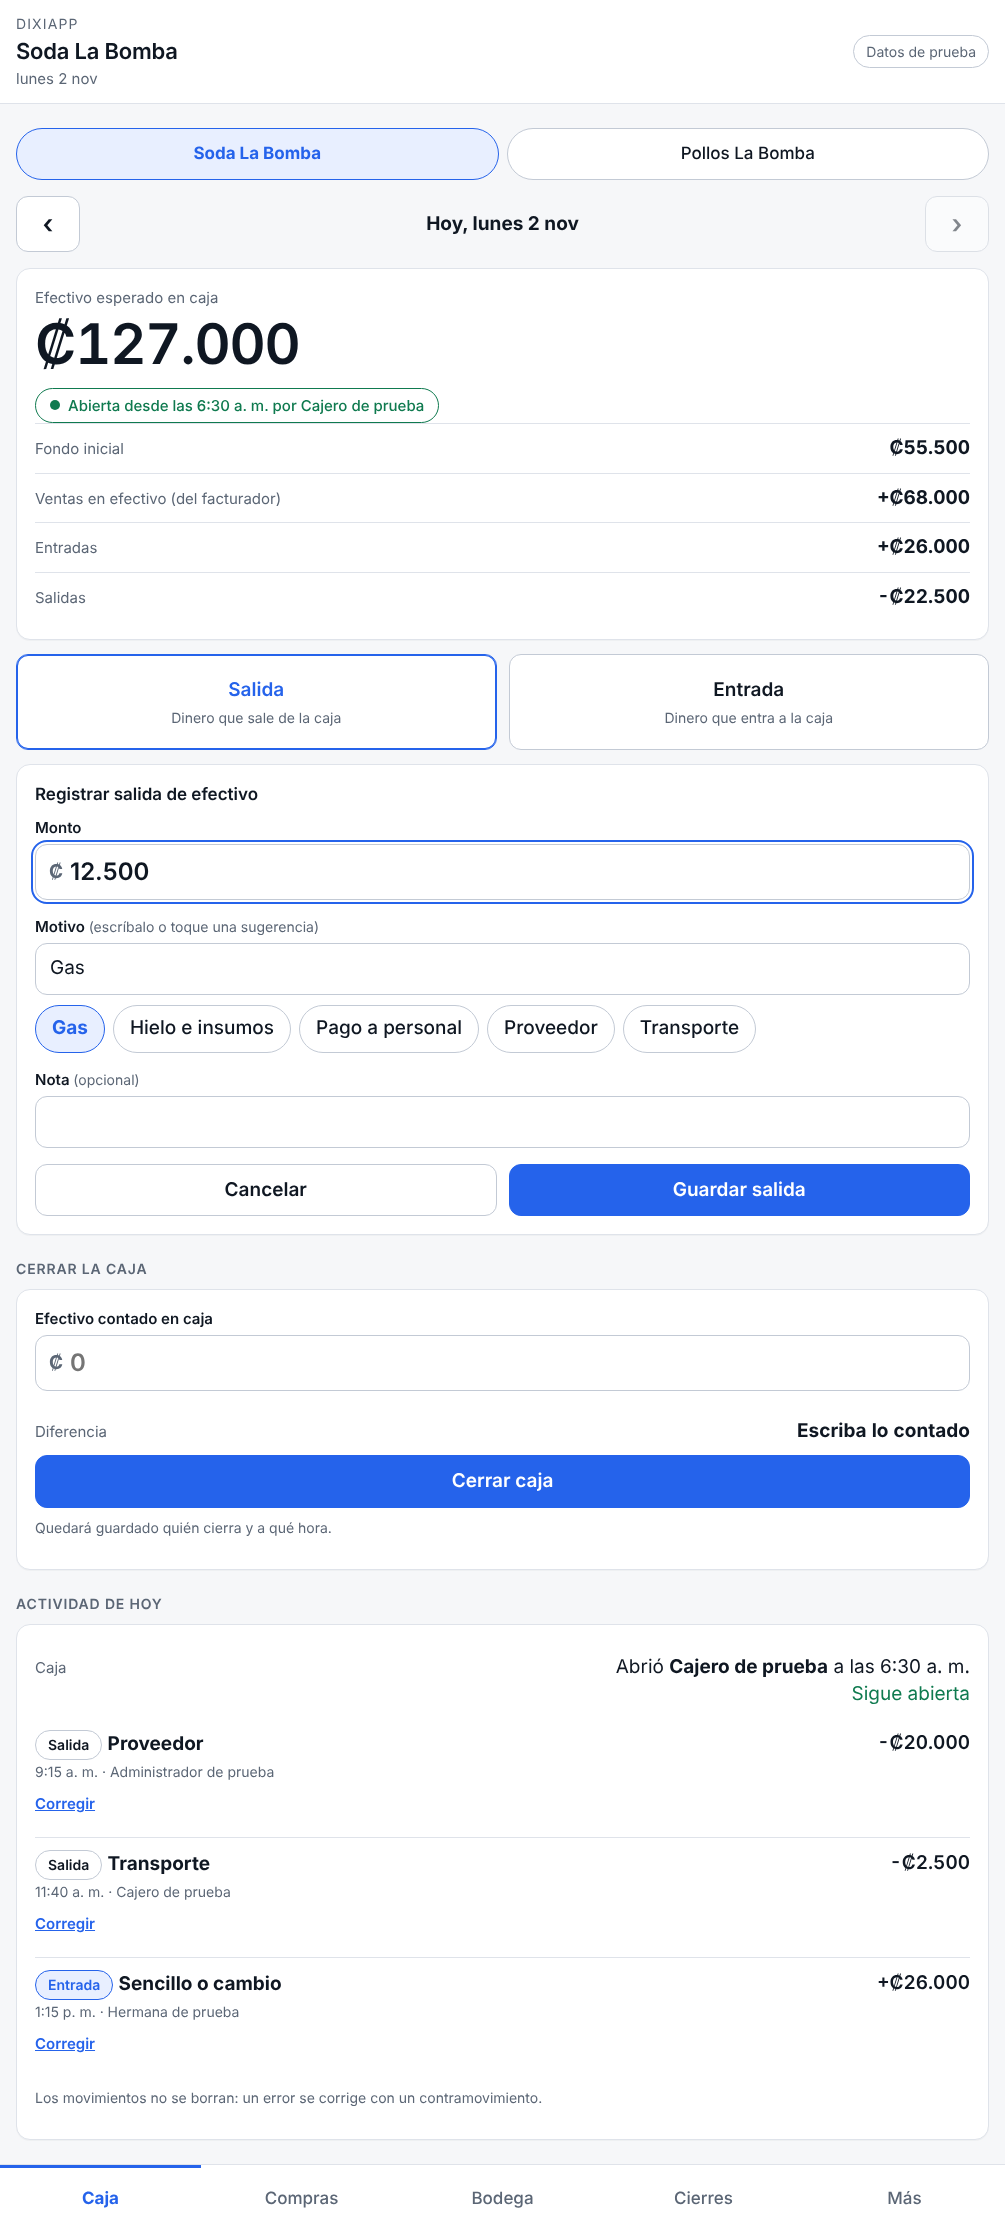 DIXIAPP
Soda La Bomba
lunes 2 nov
Datos de prueba
Soda La Bomba
Pollos La Bomba
‹
Hoy, lunes 2 nov
›
Efectivo esperado en caja
₡127.000
Abierta desde las 6:30 a. m. por Cajero de prueba
Fondo inicial ₡55.500
Ventas en efectivo (del facturador) +₡68.000
Entradas +₡26.000
Salidas -₡22.500
Salida
Dinero que sale de la caja
Entrada
Dinero que entra a la caja
Registrar salida de efectivo
Monto
₡ 12.500
Motivo (escríbalo o toque una sugerencia)
Gas
Gas
Hielo e insumos
Pago a personal
Proveedor
Transporte
Nota (opcional)
Cancelar
Guardar salida
CERRAR LA CAJA
Efectivo contado en caja
₡ 0
Diferencia Escriba lo contado
Cerrar caja
Quedará guardado quién cierra y a qué hora.
ACTIVIDAD DE HOY
Caja Abrió Cajero de prueba a las 6:30 a. m.
Sigue abierta
Salida Proveedor -₡20.000
9:15 a. m. · Administrador de prueba
Corregir
Salida Transporte -₡2.500
11:40 a. m. · Cajero de prueba
Corregir
Entrada Sencillo o cambio +₡26.000
1:15 p. m. · Hermana de prueba
Corregir
Los movimientos no se borran: un error se corrige con un contramovimiento.
Caja
Compras
Bodega
Cierres
Más